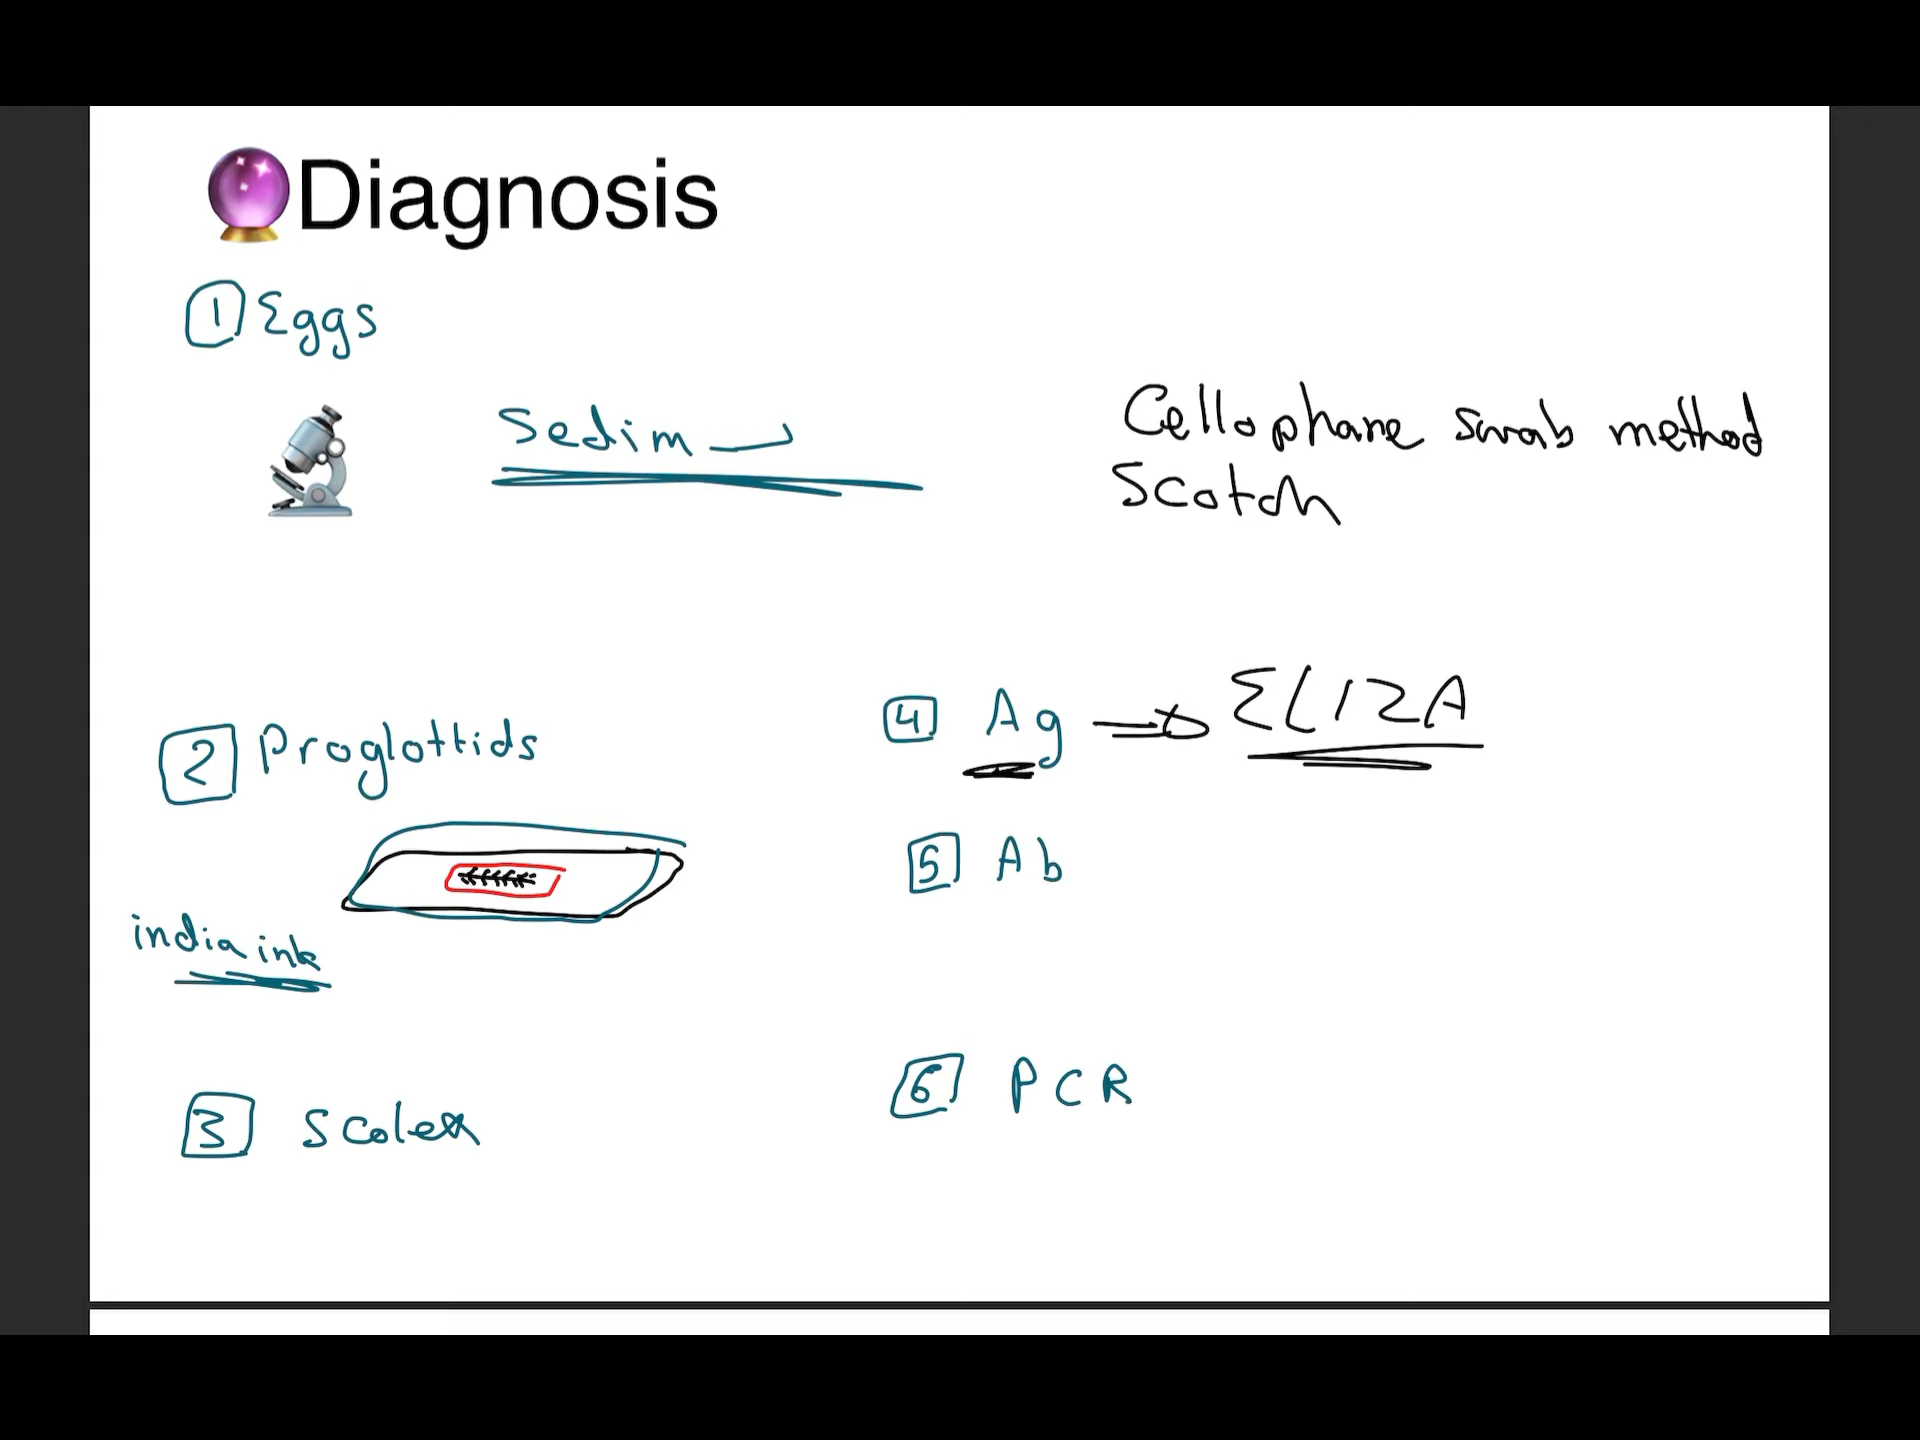 Diagnosis
1 Eggs
Sedim
Cellophane swab method
Scotch
2 Proglottids
india ink
3 Scolex
4 Ag → ELIZA
5 Ab
6 PCR